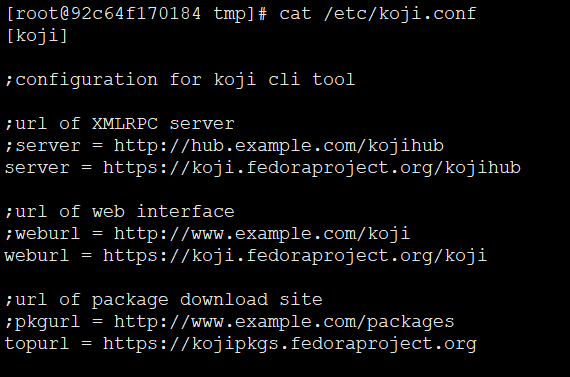 [root@92c64f170184 tmp]# cat /etc/koji.conf
[koji]
;configuration for koji cli tool
;url of XMLRPC server
;server = http://hub.example.com/kojihub
server = https://koji.fedoraproject.org/kojihub
;url of web interface
;weburl = http://www.example.com/koji
weburl = https://koji.fedoraproject.org/koji
;url of package download site
;pkgurl = http://www.example.com/packages
topurl = https://kojipkgs.fedoraproject.org